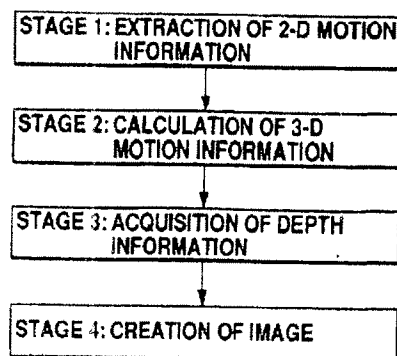 STAGE 1: EXTRACTION OF 2-D MOTION
INFORMATION
STAGE 2: CALCULATION OF 3-D
MOTION INFORMATION
STAGE 3: ACQUISITION OF DEPTH
INFORMATION
STAGE 4: CREATION OF IMAGE